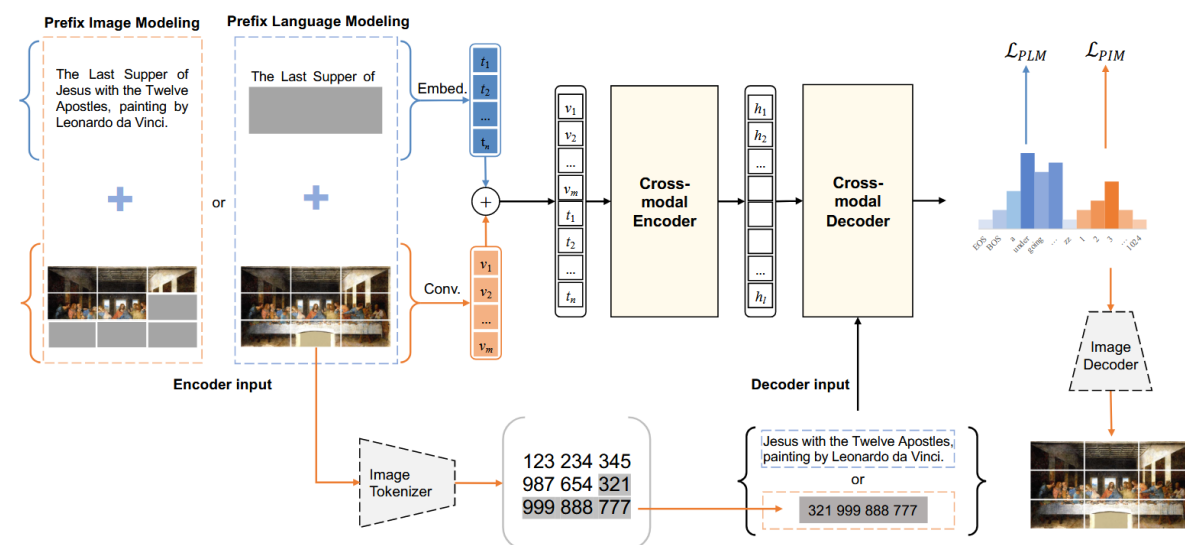 Prefix Image Modeling
Prefix Language Modeling
The Last Supper of
Jesus with the Twelve
Apostles, painting by
Leonardo da Vinci.
or
The Last Supper of
Embed.
Conv.
t1
t2
...
tn
+
v1
v2
...
vm
v1
v2
...
vm
t1
t2
...
tn
Cross-
modal
Encoder
h1
h2
...
...
hl
Cross-
modal
Decoder
ℒPLM
ℒPIM
EOS
BOS
a
under
going
...
zz
1
2
3
...
1024
Encoder input
Decoder input
Image
Decoder
Image
Tokenizer
123 234 345
987 654 321
999 888 777
Jesus with the Twelve Apostles,
painting by Leonardo da Vinci.
or
321 999 888 777